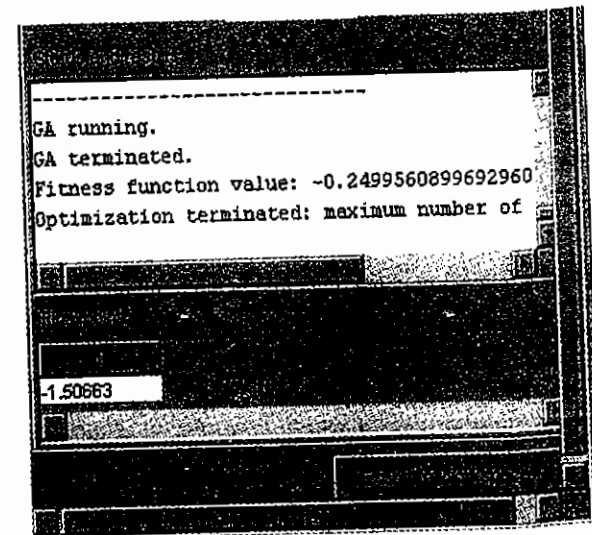 GA running.
GA terminated.
Fitness function value: ~0.2499560899692960
Optimization terminated: maximum number of
-1.50663